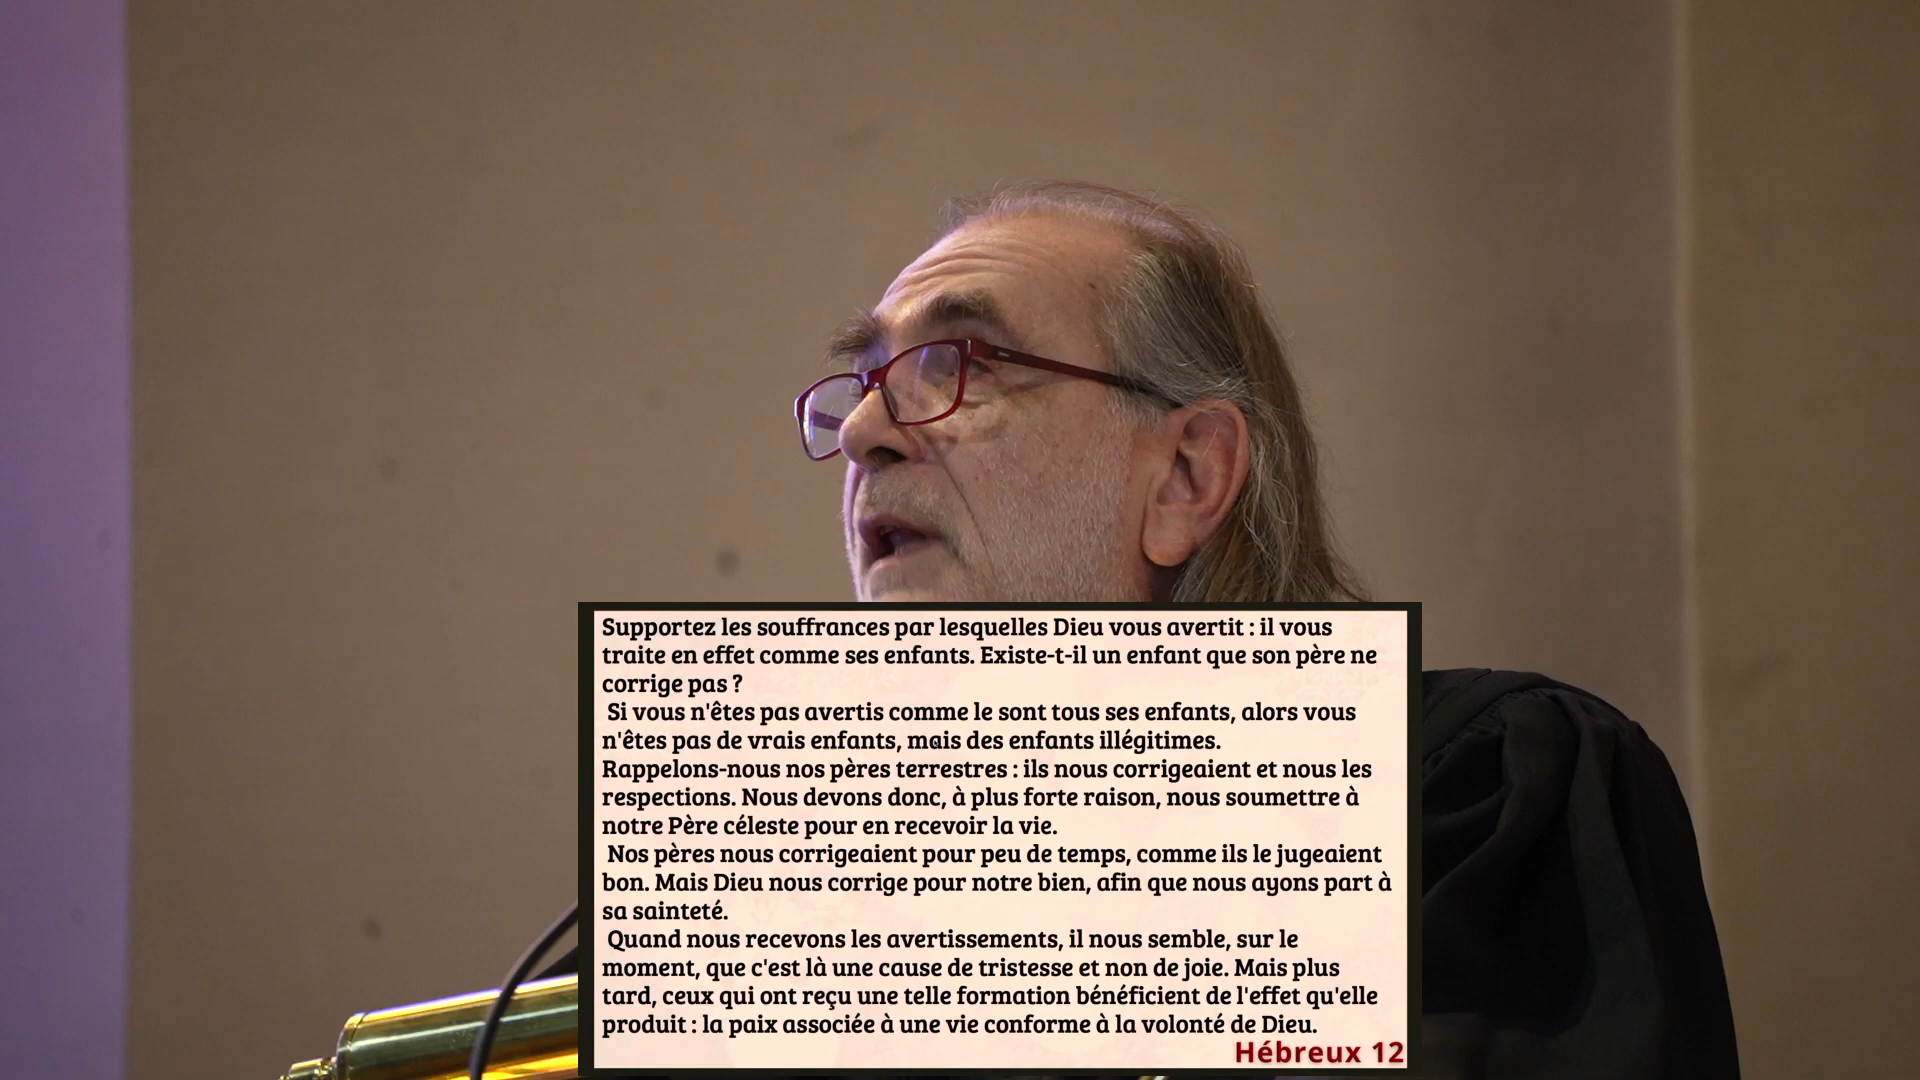 Supportez les souffrances par lesquelles Dieu vous avertit : il vous
traite en effet comme ses enfants. Existe-t-il un enfant que son père ne
corrige pas ?
Si vous n'êtes pas avertis comme le sont tous ses enfants, alors vous
n'êtes pas de vrais enfants, mais des enfants illégitimes.
Rappelons-nous nos pères terrestres : ils nous corrigeaient et nous les
respections. Nous devons donc, à plus forte raison, nous soumettre à
notre Père céleste pour en recevoir la vie.
Nos pères nous corrigeaient pour peu de temps, comme ils le jugeaient
bon. Mais Dieu nous corrige pour notre bien, afin que nous ayons part à
sa sainteté.
Quand nous recevons les avertissements, il nous semble, sur le
moment, que c'est là une cause de tristesse et non de joie. Mais plus
tard, ceux qui ont reçu une telle formation bénéficient de l'effet qu'elle
produit : la paix associée à une vie conforme à la volonté de Dieu.
Hébreux 12